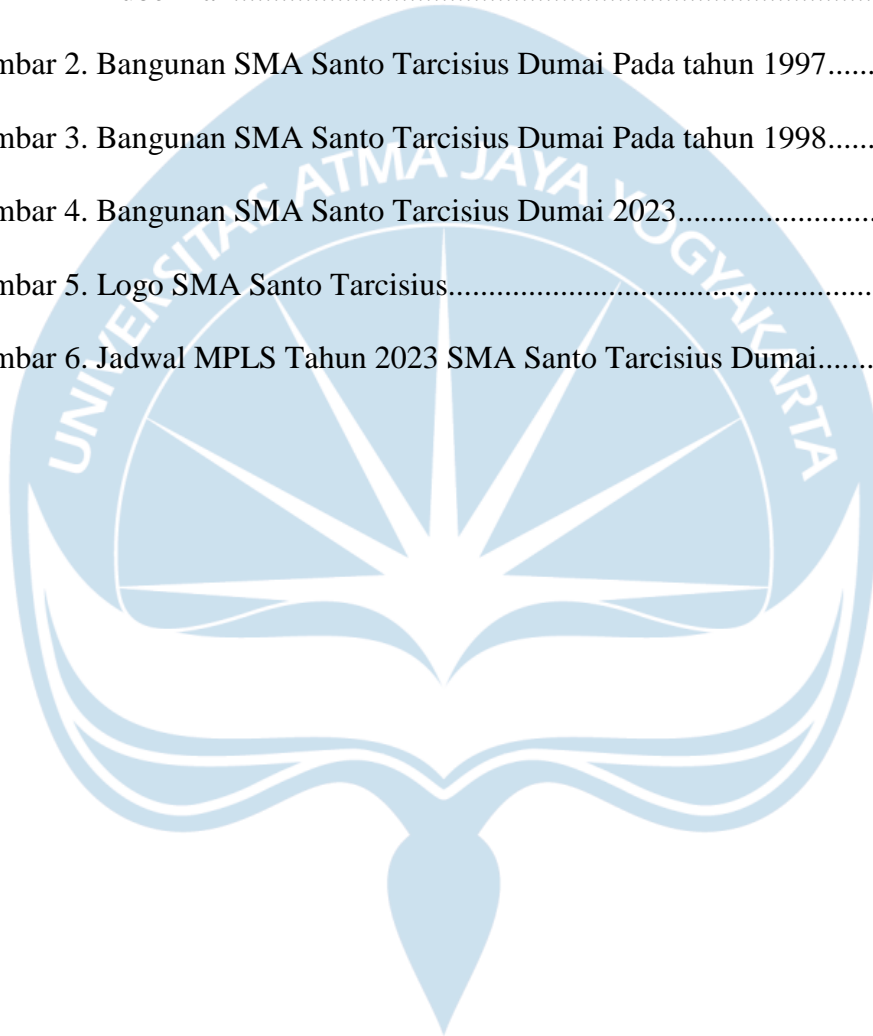 mbar 2. Bangunan SMA Santo Tarcisius Dumai Pada tahun 1997......
mbar 3. Bangunan SMA Santo Tarcisius Dumai Pada tahun 1998......
mbar 4. Bangunan SMA Santo Tarcisius Dumai 2023.........................
mbar 5. Logo SMA Santo Tarcisius......................................................
mbar 6. Jadwal MPLS Tahun 2023 SMA Santo Tarcisius Dumai.......
UNIVERSITAS ATMA JAYA YOGYAKARTA